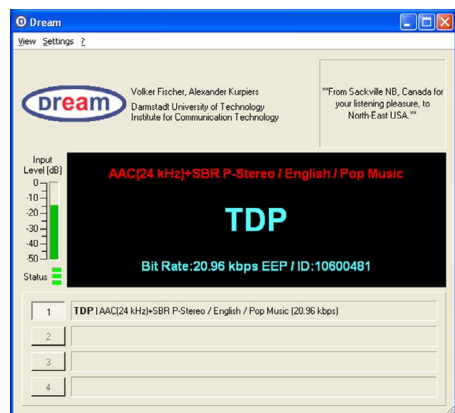 Dream
View Settings ?
Dream
Volker Fischer, Alexander Kurpiers
Darmstadt University of Technology
Institute for Communication Technology
""From Sackville NB, Canada for
your listening pleasure, to
North-East USA.""
Input
Level [dB]
0
-10
-20
-30
-40
-50
Status
AAC(24 kHz)+SBR P-Stereo / English / Pop Music
TDP
Bit Rate:20.96 kbps EEP / ID:10600481
1 TDP | AAC(24 kHz)+SBR P-Stereo / English / Pop Music (20.96 kbps)
2
3
4